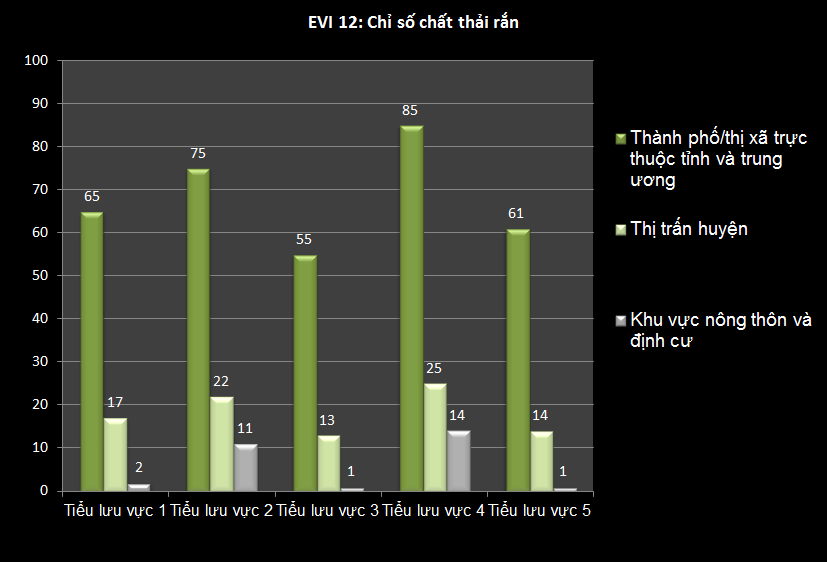 EVI 12: Chỉ số chất thải rắn
100
90
80
70
60
50
40
30
20
10
0
65
17
2
75
22
11
55
13
1
85
25
14
61
14
1
Tiểu lưu vực 1
Tiểu lưu vực 2
Tiểu lưu vực 3
Tiểu lưu vực 4
Tiểu lưu vực 5
Thành phố/thị xã trực
thuộc tỉnh và trung
ương
Thị trấn huyện
Khu vực nông thôn và
định cư